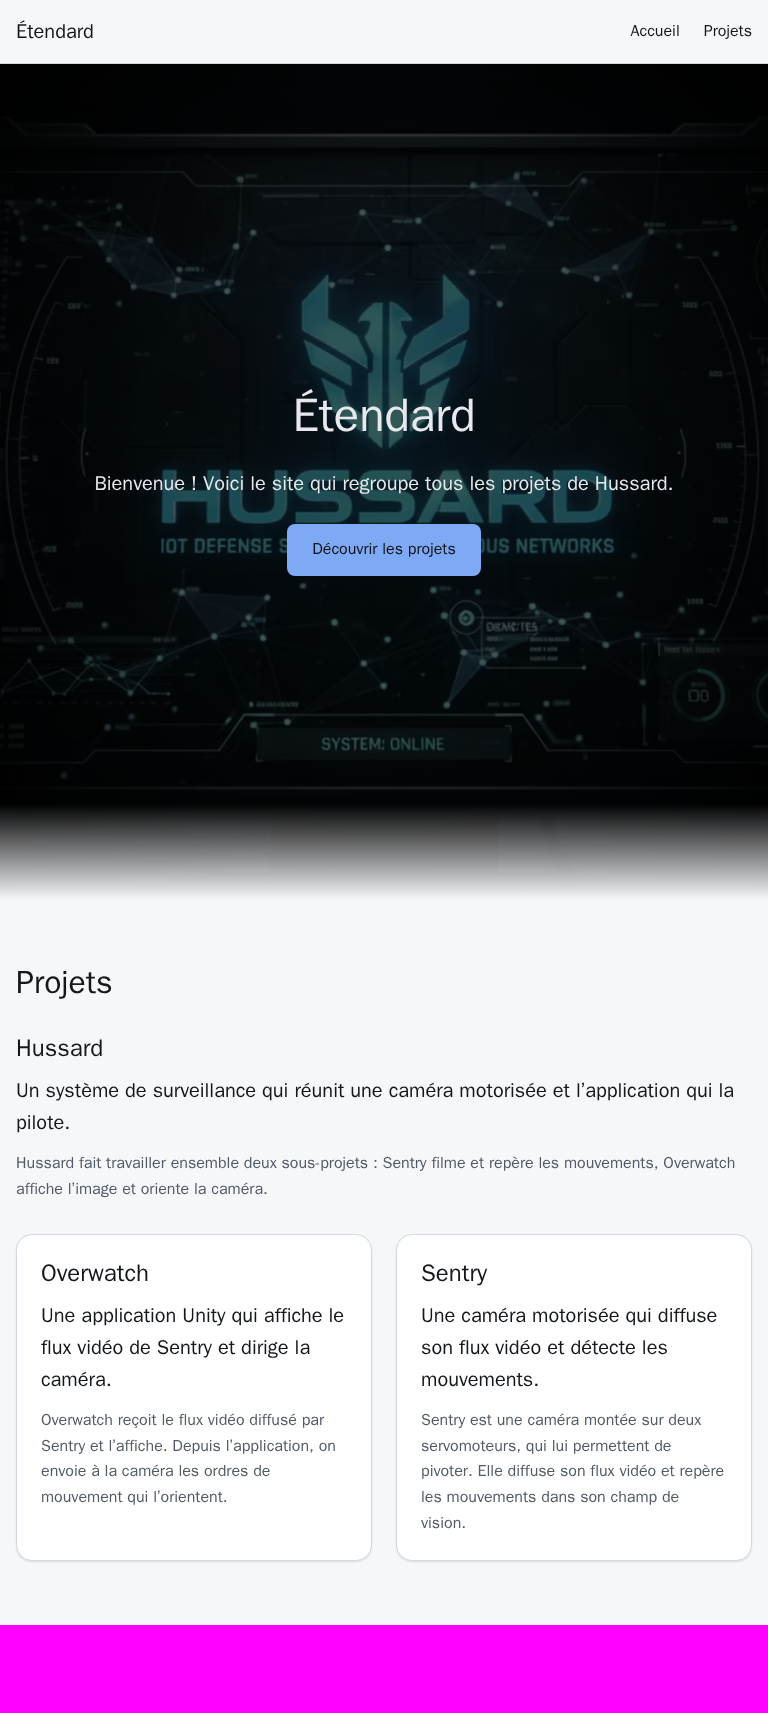 Étendard
Accueil Projets
Étendard
Bienvenue ! Voici le site qui regroupe tous les projets de Hussard.
HUSSARD
Découvrir les projets
IOT DEFENSE
NETWORKS
SYSTEM: ONLINE
Projets
Hussard
Un système de surveillance qui réunit une caméra motorisée et l’application qui la
pilote.
Hussard fait travailler ensemble deux sous-projets : Sentry filme et repère les mouvements, Overwatch
affiche l’image et oriente la caméra.
Overwatch
Une application Unity qui affiche le
flux vidéo de Sentry et dirige la
caméra.
Overwatch reçoit le flux vidéo diffusé par
Sentry et l’affiche. Depuis l’application, on
envoie à la caméra les ordres de
mouvement qui l’orientent.
Sentry
Une caméra motorisée qui diffuse
son flux vidéo et détecte les
mouvements.
Sentry est une caméra montée sur deux
servomoteurs, qui lui permettent de
pivoter. Elle diffuse son flux vidéo et repère
les mouvements dans son champ de
vision.